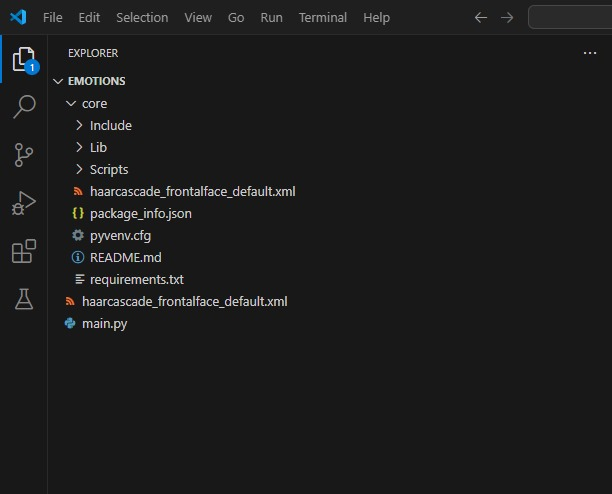 File Edit Selection View Go Run Terminal Help
EXPLORER
1
EMOTIONS
core
Include
Lib
Scripts
haarcascade_frontalface_default.xml
package_info.json
pyvenv.cfg
README.md
requirements.txt
haarcascade_frontalface_default.xml
main.py